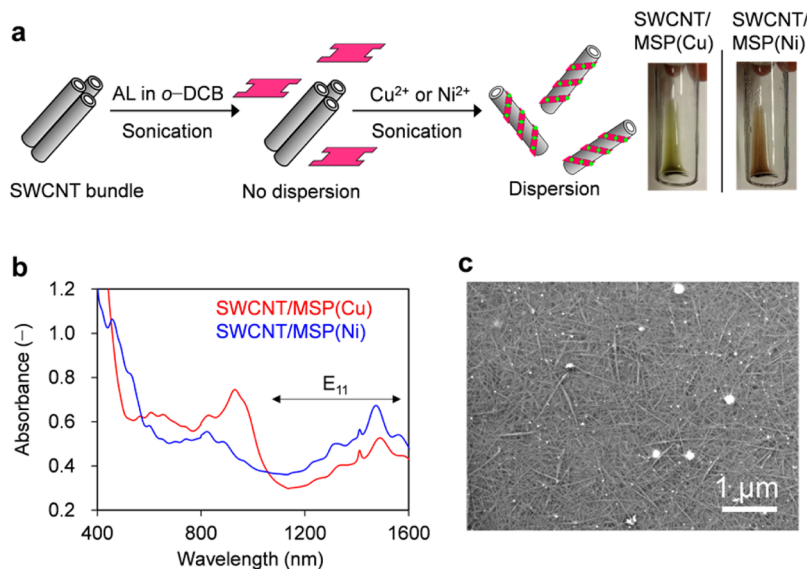 a
SWCNT/
MSP(Cu)
SWCNT/
MSP(Ni)
AL in o–DCB
Sonication
Cu²⁺ or Ni²⁺
Sonication
SWCNT bundle
No dispersion
Dispersion
b
Absorbance (–)
1.2
1.0
0.8
0.6
0.4
0.2
SWCNT/MSP(Cu)
SWCNT/MSP(Ni)
E₁₁
400
800
1200
1600
Wavelength (nm)
c
1 μm